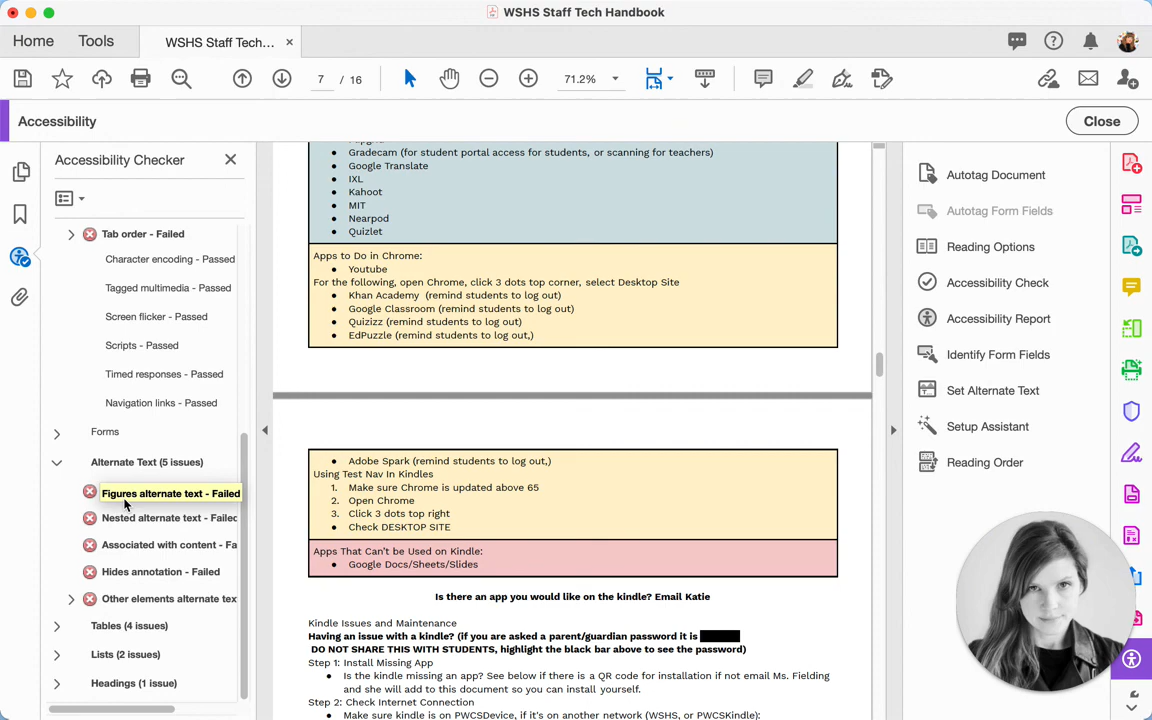 WSHS Staff Tech Handbook
Home
Tools
WSHS Staff Tech...
7 / 16
71.2%
Accessibility
Close
Accessibility Checker
Tab order - Failed
Character encoding - Passed
Tagged multimedia - Passed
Screen flicker - Passed
Scripts - Passed
Timed responses - Passed
Navigation links - Passed
Forms
Alternate Text (5 issues)
Figures alternate text - Failed
Nested alternate text - Failed
Associated with content - Fa
Hides annotation - Failed
Other elements alternate tex
Tables (4 issues)
Lists (2 issues)
Headings (1 issue)
● Gradecam (for student portal access for students, or scanning for teachers)
● Google Translate
● IXL
● Kahoot
● MIT
● Nearpod
● Quizlet
Apps to Do in Chrome:
● Youtube
For the following, open Chrome, click 3 dots top corner, select Desktop Site
● Khan Academy (remind students to log out)
● Google Classroom (remind students to log out)
● Quizizz (remind students to log out)
● EdPuzzle (remind students to log out,)
● Adobe Spark (remind students to log out,)
Using Test Nav In Kindles
1. Make sure Chrome is updated above 65
2. Open Chrome
3. Click 3 dots top right
● Check DESKTOP SITE
Apps That Can't be Used on Kindle:
● Google Docs/Sheets/Slides
Is there an app you would like on the kindle? Email Katie
Kindle Issues and Maintenance
Having an issue with a kindle? (if you are asked a parent/guardian password it is
DO NOT SHARE THIS WITH STUDENTS, highlight the black bar above to see the password)
Step 1: Install Missing App
● Is the kindle missing an app? See below if there is a QR code for installation if not email Ms. Fielding
and she will add to this document so you can install yourself.
Step 2: Check Internet Connection
● Make sure kindle is on PWCSDevice, if it's on another network (WSHS, or PWCSKindle):
Autotag Document
Autotag Form Fields
Reading Options
Accessibility Check
Accessibility Report
Identify Form Fields
Set Alternate Text
Setup Assistant
Reading Order